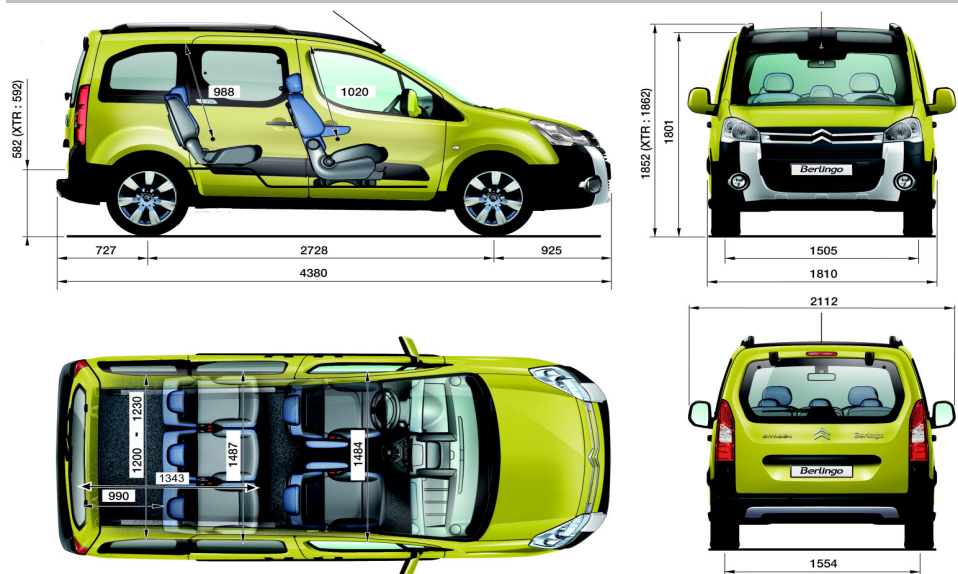 582 (XTR : 592)
988
1020
727
2728
925
4380
1852 (XTR : 1862)
1801
Berlingo
1505
1810
1200 - 1230
1343
990
1487
1484
2112
CITROËN
Berlingo
Berlingo
1554